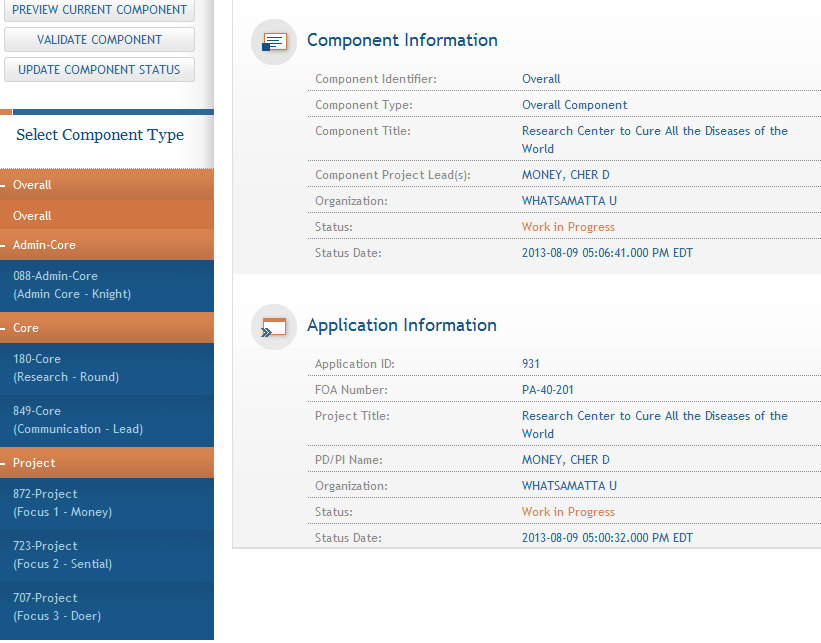 PREVIEW CURRENT COMPONENT
VALIDATE COMPONENT
UPDATE COMPONENT STATUS
Select Component Type
Overall
Overall
Admin-Core
088-Admin-Core
(Admin Core - Knight)
Core
180-Core
(Research - Round)
849-Core
(Communication - Lead)
Project
872-Project
(Focus 1 - Money)
723-Project
(Focus 2 - Sential)
707-Project
(Focus 3 - Doer)
Component Information
Component Identifier: Overall
Component Type: Overall Component
Component Title: Research Center to Cure All the Diseases of the
World
Component Project Lead(s): MONEY, CHER D
Organization: WHATSAMATTA U
Status: Work in Progress
Status Date: 2013-08-09 05:06:41.000 PM EDT
Application Information
Application ID: 931
FOA Number: PA-40-201
Project Title: Research Center to Cure All the Diseases of the
World
PD/PI Name: MONEY, CHER D
Organization: WHATSAMATTA U
Status: Work in Progress
Status Date: 2013-08-09 05:00:32.000 PM EDT